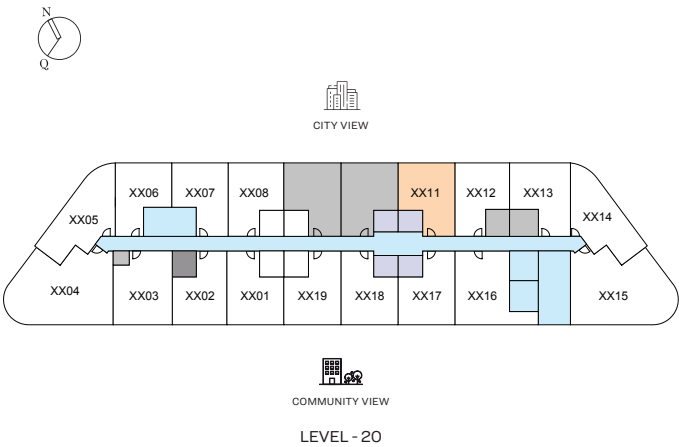 N
Q
CITY VIEW
XX06 XX07 XX08 XX11 XX12 XX13
XX05 XX14
XX04 XX03 XX02 XX01 XX19 XX18 XX17 XX16 XX15
COMMUNITY VIEW
LEVEL - 20